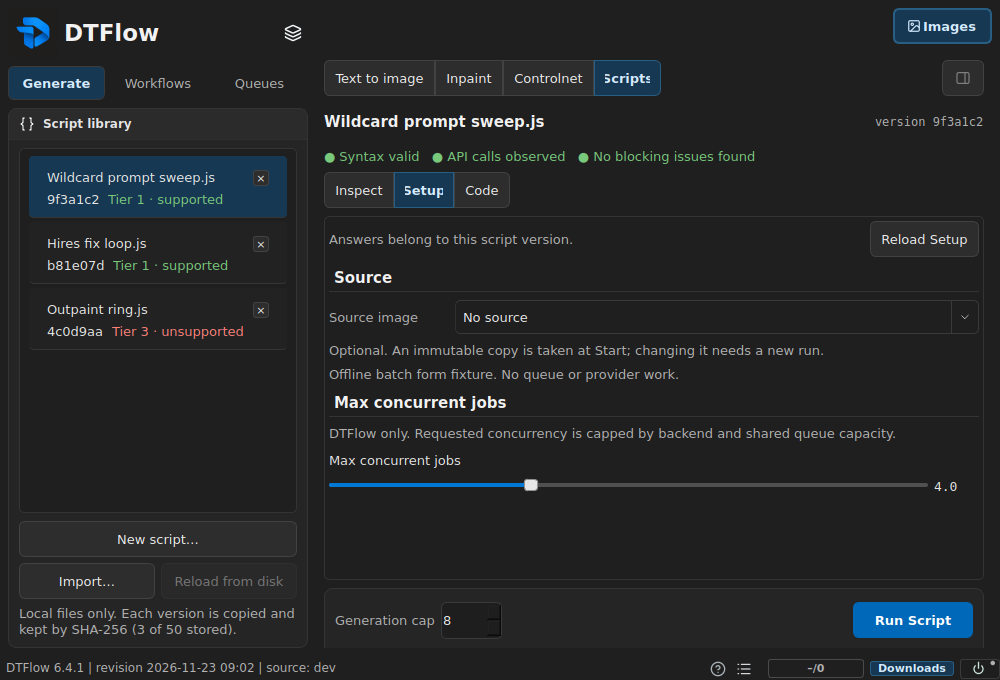 DTFlow
Images
Generate
Workflows
Queues
Text to image
Inpaint
Controlnet
Scripts
{ } Script library
Wildcard prompt sweep.js
9f3a1c2 Tier 1 · supported
Hires fix loop.js
b81e07d Tier 1 · supported
Outpaint ring.js
4c0d9aa Tier 3 · unsupported
New script...
Import...
Reload from disk
Local files only. Each version is copied and
kept by SHA-256 (3 of 50 stored).
Wildcard prompt sweep.js
version 9f3a1c2
Syntax valid
API calls observed
No blocking issues found
Inspect
Setup
Code
Answers belong to this script version.
Reload Setup
Source
Source image
No source
Optional. An immutable copy is taken at Start; changing it needs a new run.
Offline batch form fixture. No queue or provider work.
Max concurrent jobs
DTFlow only. Requested concurrency is capped by backend and shared queue capacity.
Max concurrent jobs
4.0
Generation cap 8
Run Script
DTFlow 6.4.1 | revision 2026-11-23 09:02 | source: dev
–/0
Downloads